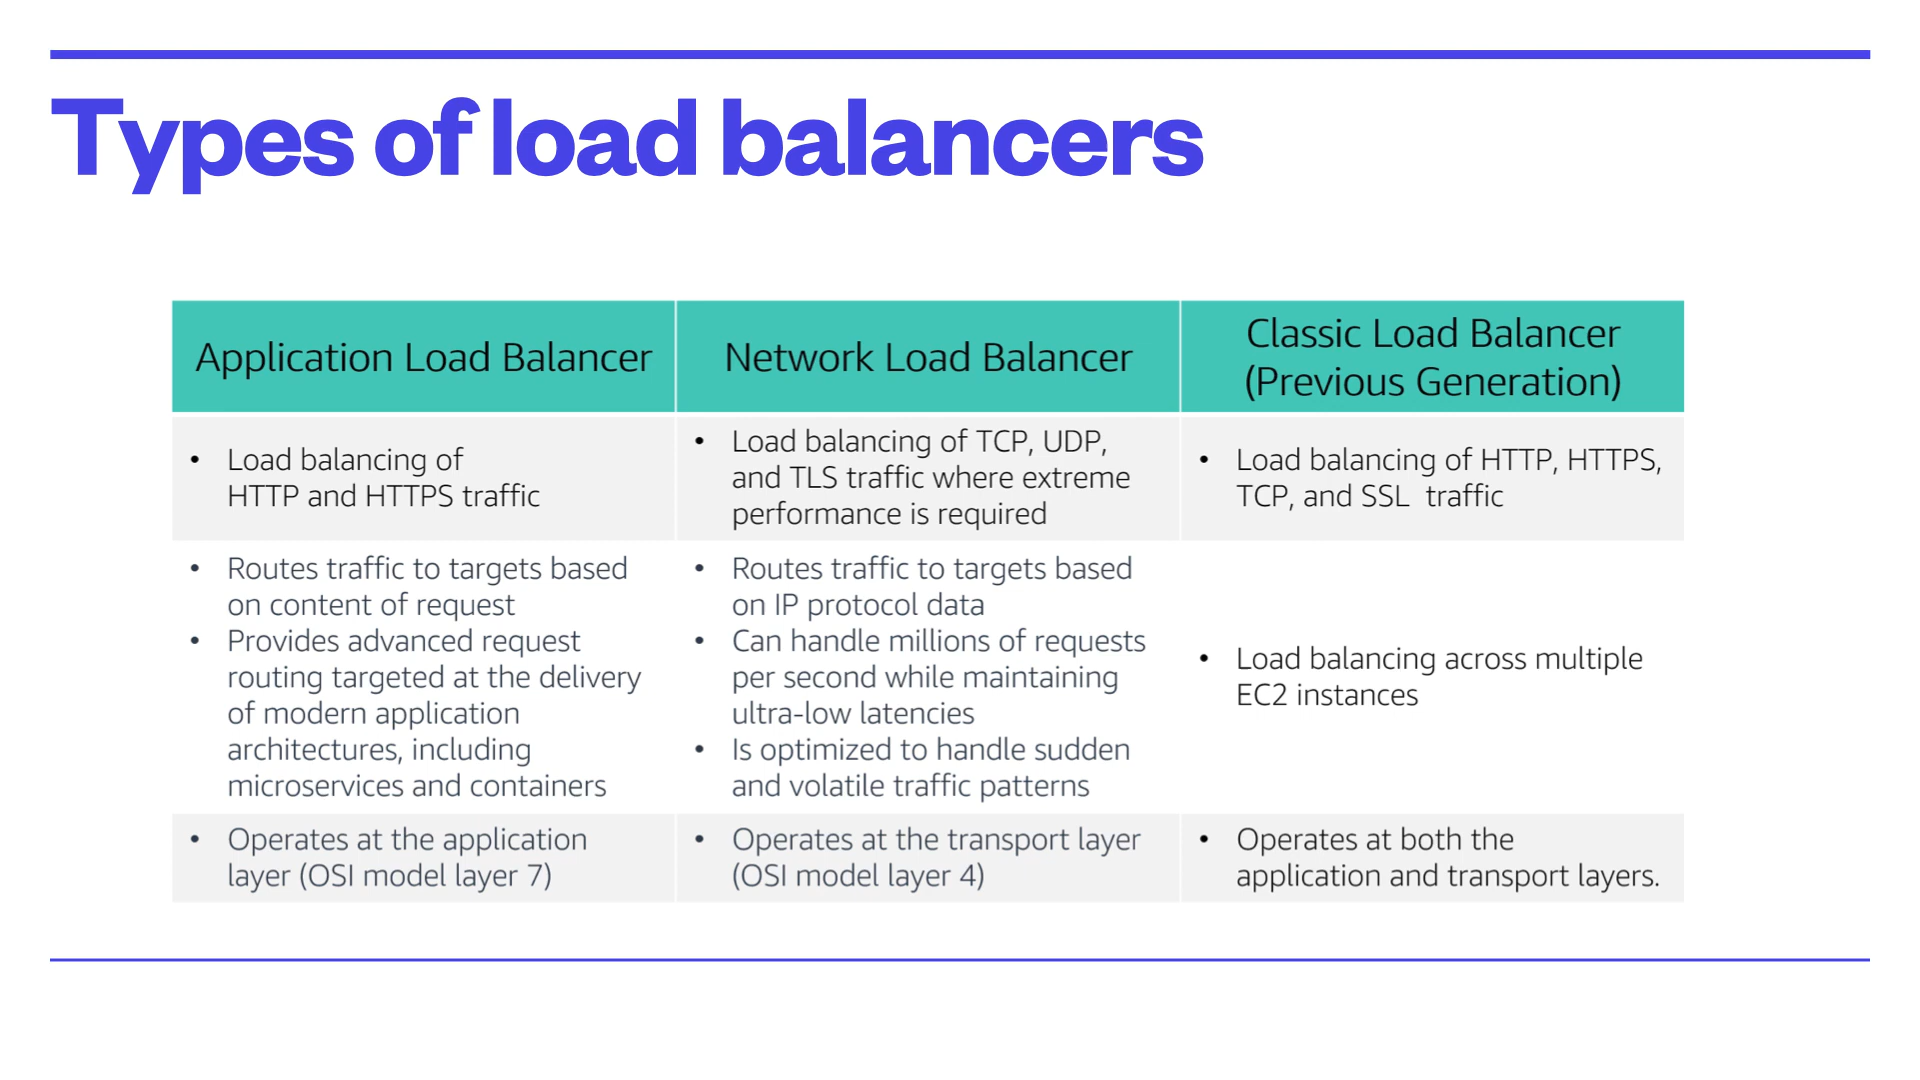 Types of load balancers
Application Load Balancer
Network Load Balancer
Classic Load Balancer
(Previous Generation)
• Load balancing of
HTTP and HTTPS traffic
• Load balancing of TCP, UDP,
and TLS traffic where extreme
performance is required
• Load balancing of HTTP, HTTPS,
TCP, and SSL traffic
• Routes traffic to targets based
on content of request
• Provides advanced request
routing targeted at the delivery
of modern application
architectures, including
microservices and containers
• Routes traffic to targets based
on IP protocol data
• Can handle millions of requests
per second while maintaining
ultra-low latencies
• Is optimized to handle sudden
and volatile traffic patterns
• Load balancing across multiple
EC2 instances
• Operates at the application
layer (OSI model layer 7)
• Operates at the transport layer
(OSI model layer 4)
• Operates at both the
application and transport layers.